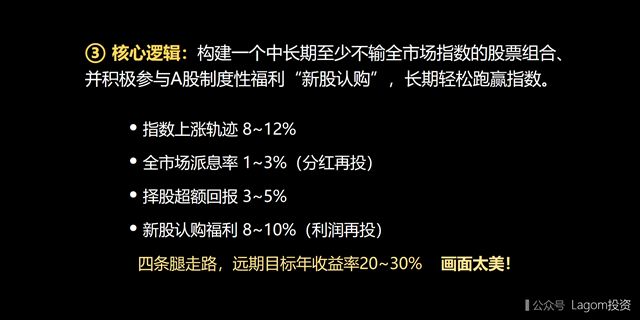 ③ 核心逻辑：构建一个中长期至少不输全市场指数的股票组合、
并积极参与A股制度性福利“新股认购”，长期轻松跑赢指数。
• 指数上涨轨迹 8~12%
• 全市场派息率 1~3%（分红再投）
• 择股超额回报 3~5%
• 新股认购福利 8~10%（利润再投）
四条腿走路，远期目标年收益率20~30% 画面太美！
公众号 Lagom投资